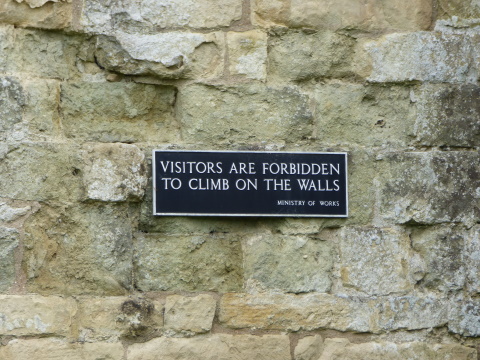 VISITORS ARE FORBIDDEN
TO CLIMB ON THE WALLS
MINISTRY OF WORKS